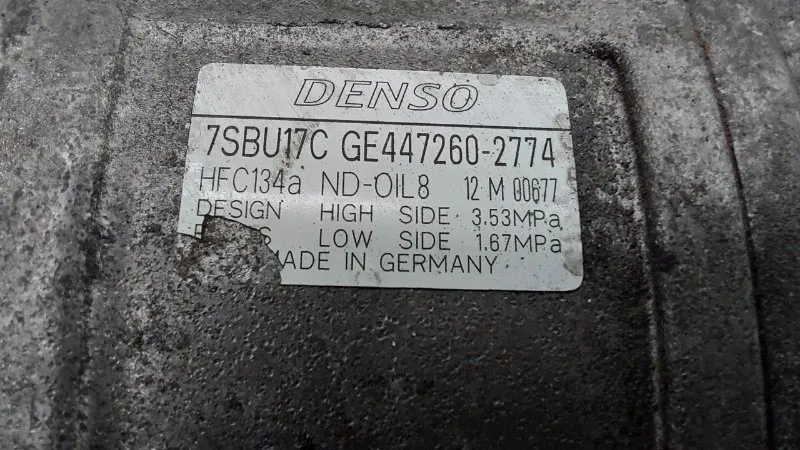 DENSO
7SBU17C GE447260-2774
HFC134a ND-OIL8 12 M 00677
DESIGN HIGH SIDE 3.53MPa
LOW SIDE 1.67MPa
MADE IN GERMANY